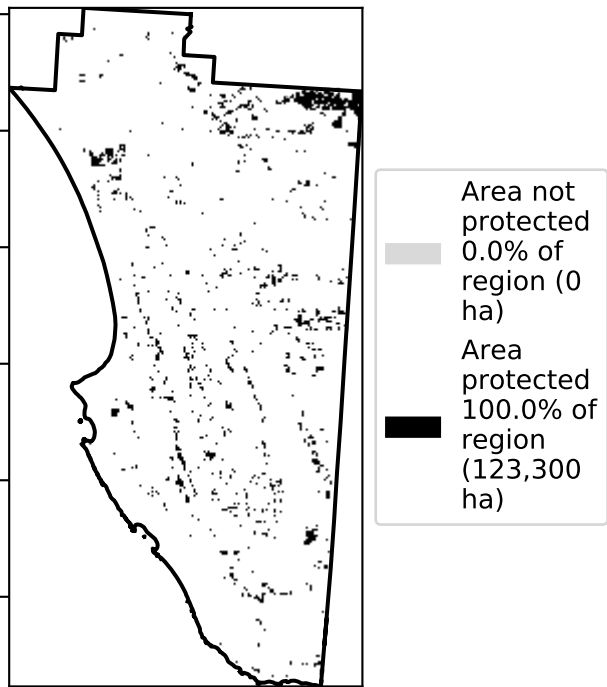 Area not
protected
0.0% of
region (0
ha)
Area
protected
100.0% of
region
(123,300
ha)